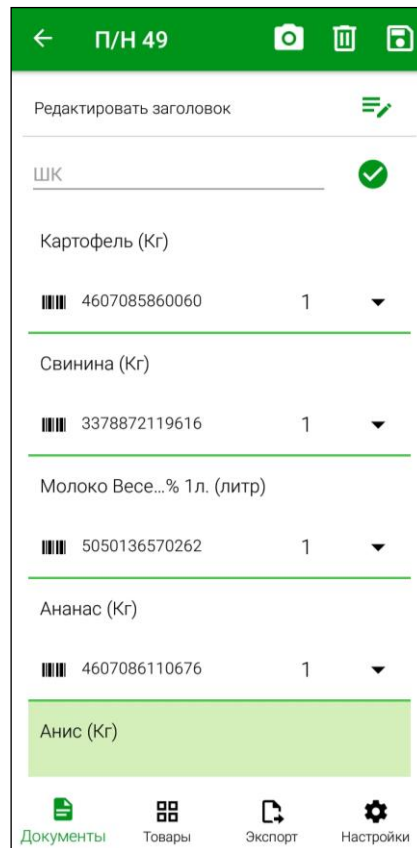 П/Н 49
Редактировать заголовок
ШК
Картофель (Кг)
4607085860060 1
Свинина (Кг)
3378872119616 1
Молоко Весе...% 1л. (литр)
5050136570262 1
Ананас (Кг)
4607086110676 1
Анис (Кг)
Документы Товары Экспорт Настройки